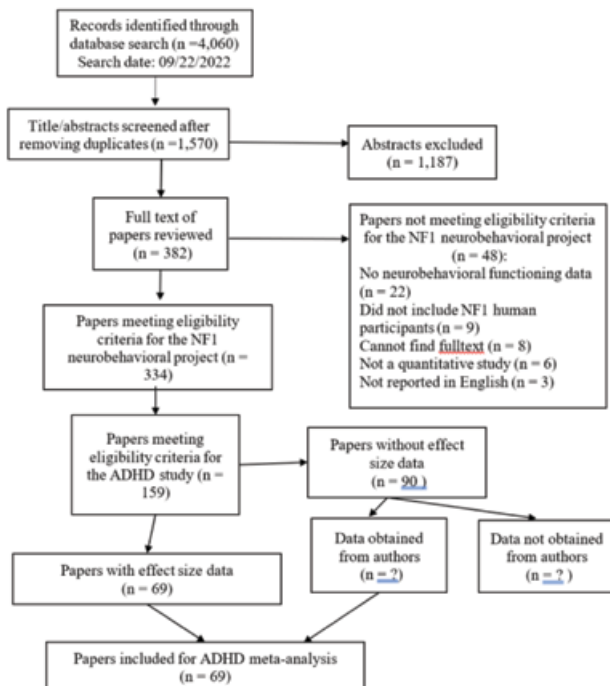 Records identified through
database search (n =4,060)
Search date: 09/22/2022
Title/abstracts screened after
removing duplicates (n =1,570)
Abstracts excluded
(n = 1,187)
Full text of
papers reviewed
(n = 382)
Papers not meeting eligibility criteria
for the NF1 neurobehavioral project
(n = 48):
No neurobehavioral functioning data
(n = 22)
Did not include NF1 human
participants (n = 9)
Cannot find fulltext (n = 8)
Not a quantitative study (n = 6)
Not reported in English (n = 3)
Papers meeting eligibility
criteria for the NF1
neurobehavioral project (n =
334)
Papers meeting
eligibility criteria for
the ADHD study (n =
159)
Papers without effect
size data
(n = 90 )
Data obtained
from authors
(n = ?)
Data not obtained
from authors
(n = ? )
Papers with effect size data
(n = 69)
Papers included for ADHD meta-analysis
(n = 69)